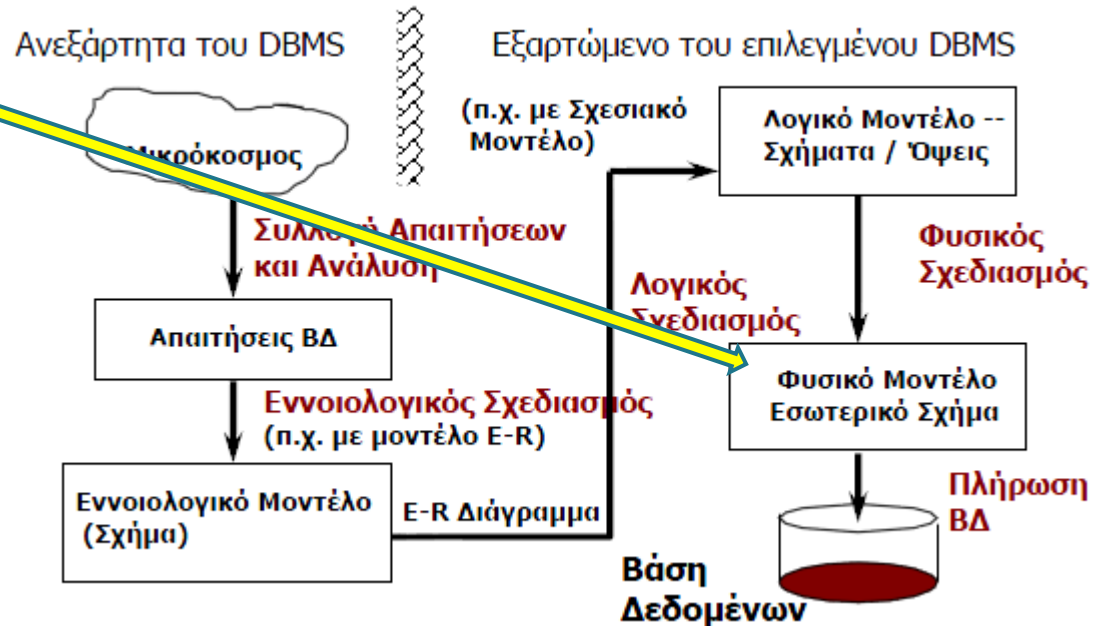 Ανεξάρτητα του DBMS
Εξαρτώμενο του επιλεγμένου DBMS
Μικρόκοσμος
(π.χ. με Σχεσιακό
Μοντέλο)
Λογικό Μοντέλο --
Σχήματα / Όψεις
Συλλογή Απαιτήσεων
και Ανάλυση
Φυσικός
Σχεδιασμός
Λογικός
Σχεδιασμός
Απαιτήσεις ΒΔ
Φυσικό Μοντέλο
Εσωτερικό Σχήμα
Εννοιολογικός Σχεδιασμός
(π.χ. με μοντέλο E-R)
Εννοιολογικό Μοντέλο
(Σχήμα)
E-R Διάγραμμα
Πλήρωση
ΒΔ
Βάση
Δεδομένων